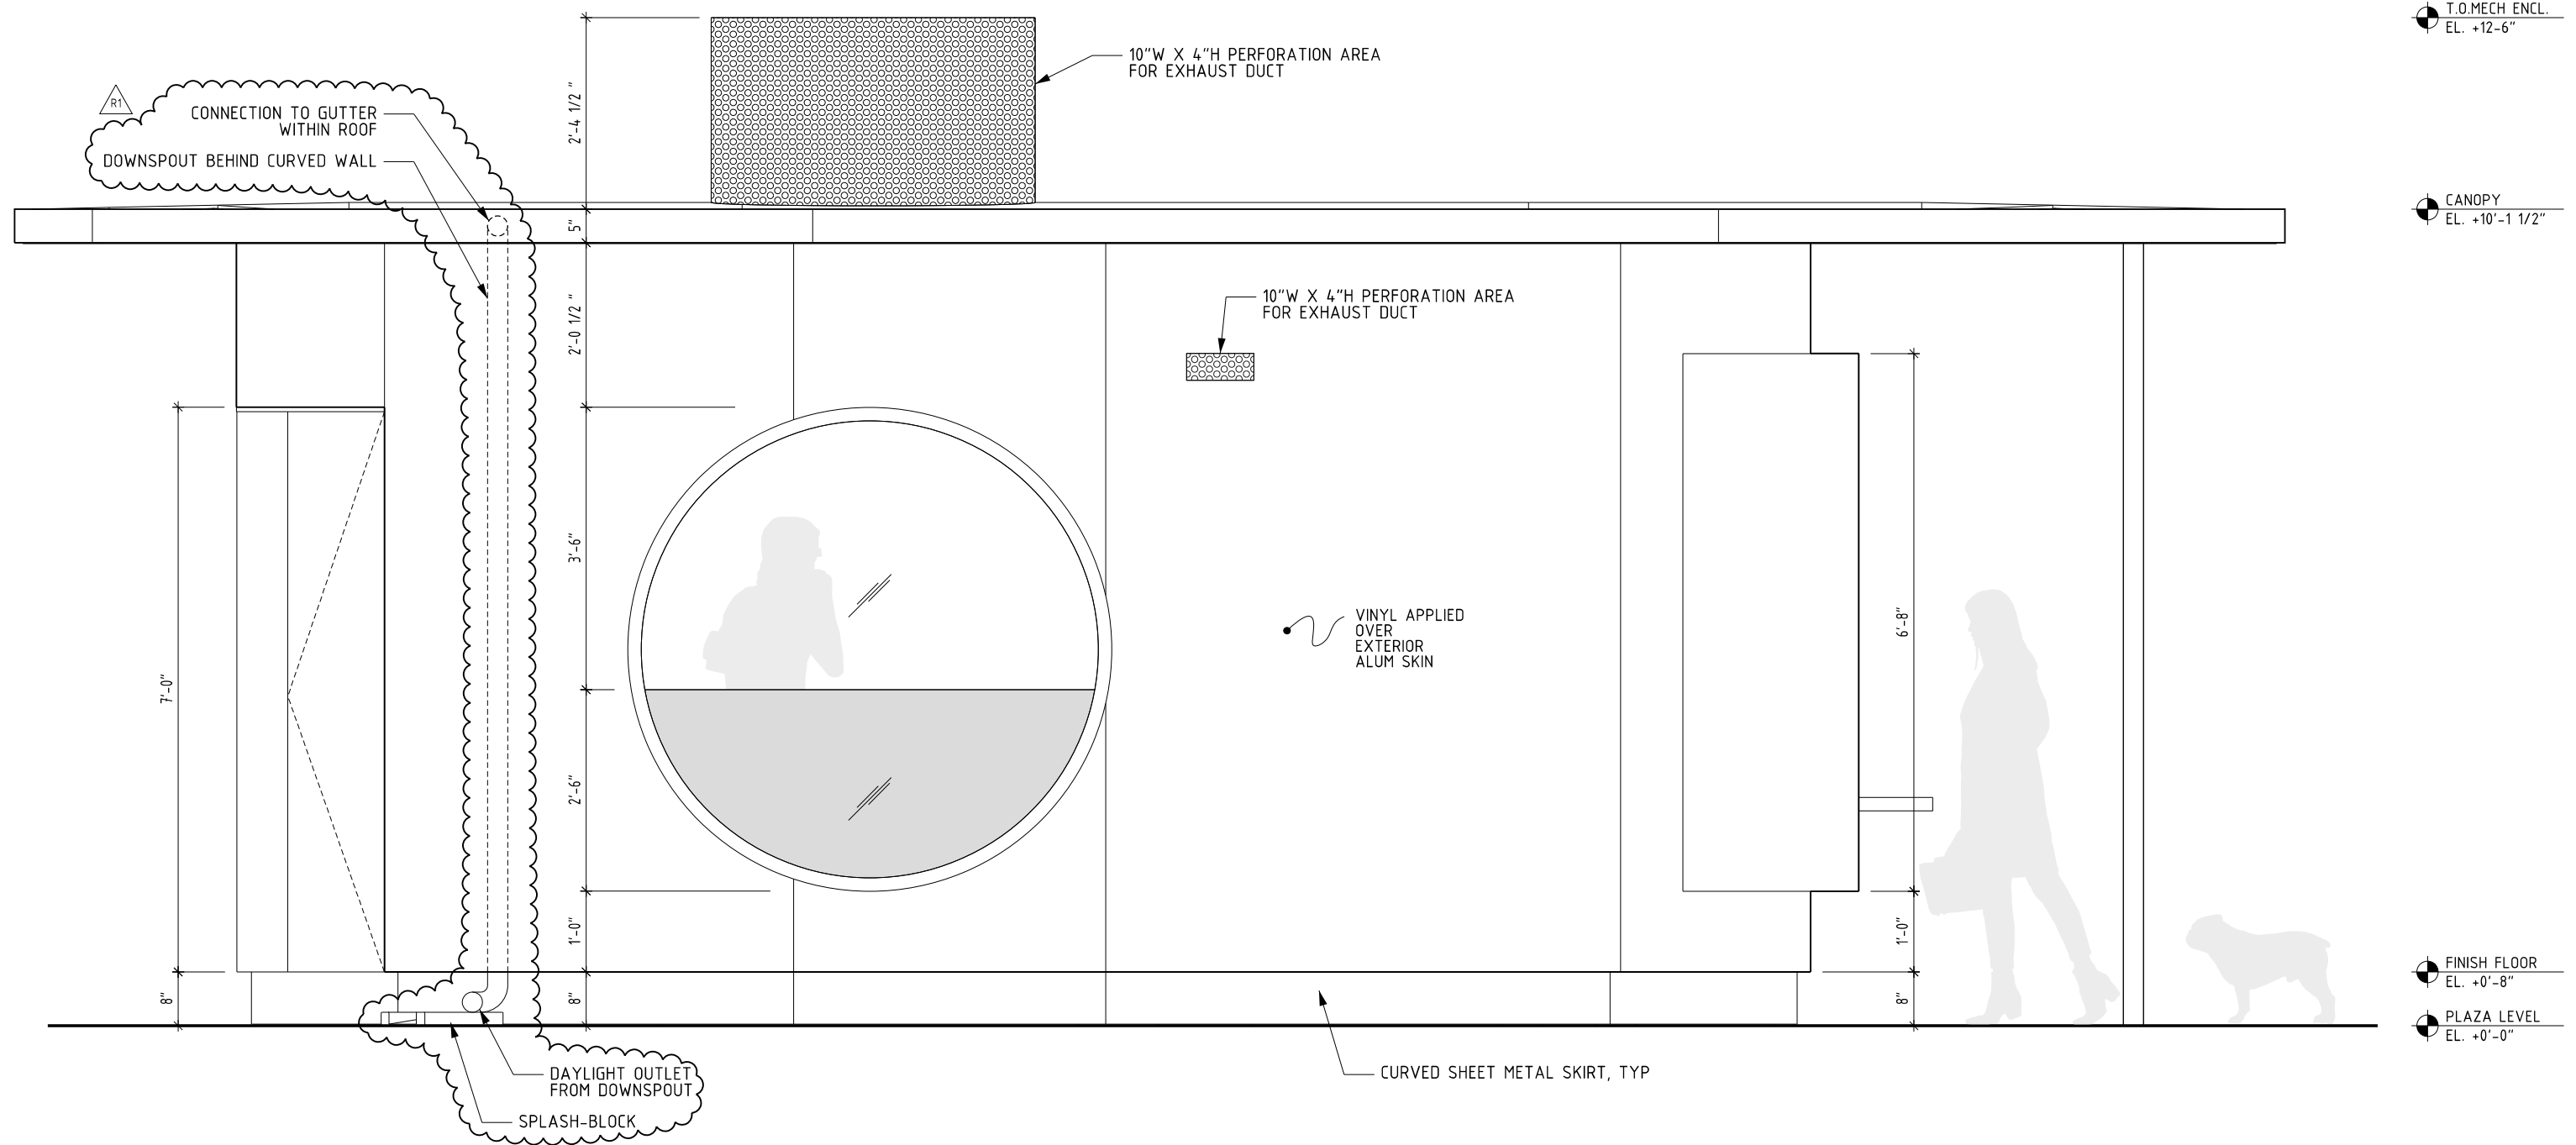 T.O.MECH ENCL.
EL. +12-6"
10"W X 4"H PERFORATION AREA
FOR EXHAUST DUCT
2'-4 1/2 "
R1
CONNECTION TO GUTTER
WITHIN ROOF
DOWNSPOUT BEHIND CURVED WALL
CANOPY
EL. +10'-1 1/2"
5"
2'-0 1/2 "
10"W X 4"H PERFORATION AREA
FOR EXHAUST DUCT
3'-6"
VINYL APPLIED
OVER
EXTERIOR
ALUM SKIN
6'-8"
7'-0"
2'-6"
1'-0"
1'-0"
FINISH FLOOR
EL. +0'-8"
8"
8"
8"
PLAZA LEVEL
EL. +0'-0"
DAYLIGHT OUTLET
FROM DOWNSPOUT
CURVED SHEET METAL SKIRT, TYP
SPLASH-BLOCK